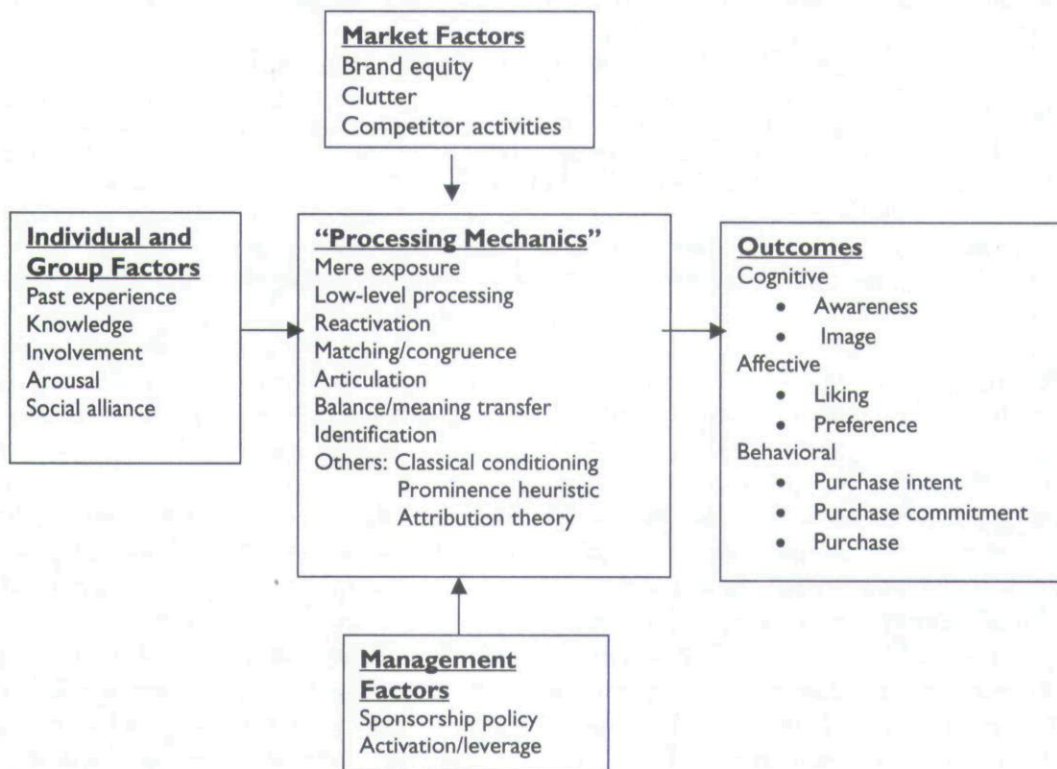 Market Factors
Brand equity
Clutter
Competitor activities
Individual and
Group Factors
Past experience
Knowledge
Involvement
Arousal
Social alliance
“Processing Mechanics”
Mere exposure
Low-level processing
Reactivation
Matching/congruence
Articulation
Balance/meaning transfer
Identification
Others: Classical conditioning
Prominence heuristic
Attribution theory
Outcomes
Cognitive
• Awareness
• Image
Affective
• Liking
• Preference
Behavioral
• Purchase intent
• Purchase commitment
• Purchase
Management
Factors
Sponsorship policy
Activation/leverage